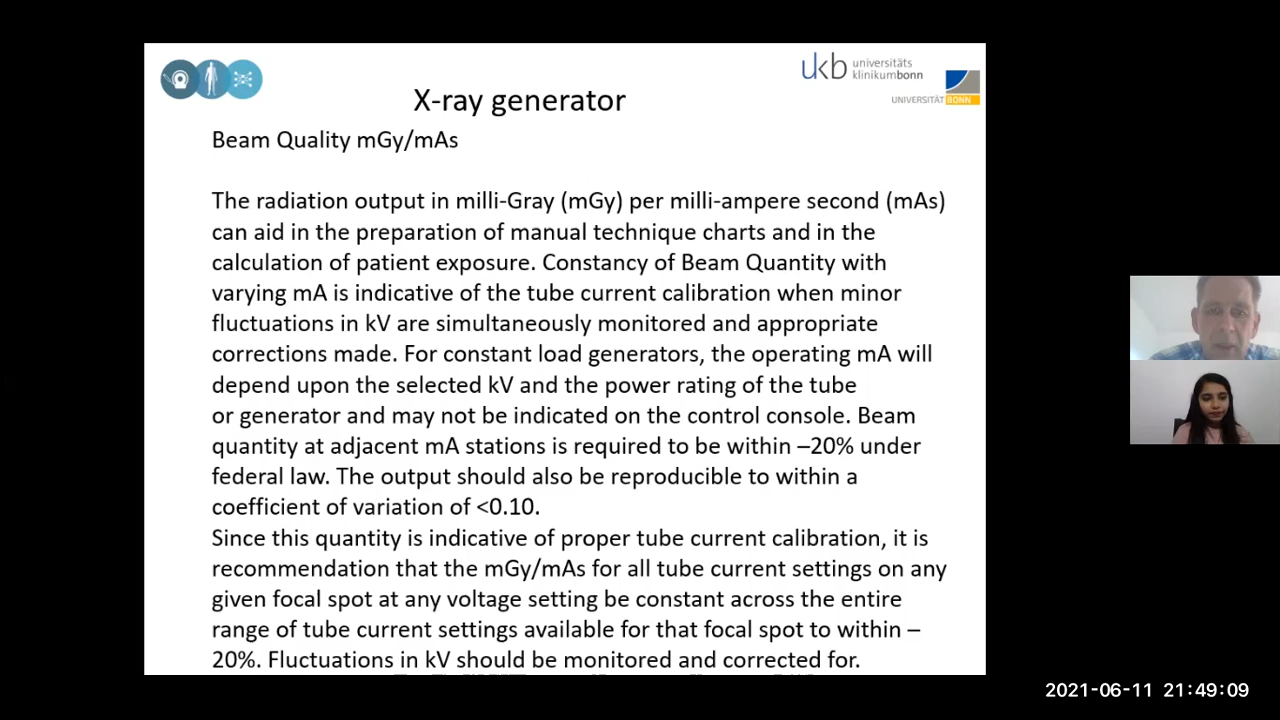 ukb universitäts
klinikumbonn
UNIVERSITÄT BONN
X-ray generator
Beam Quality mGy/mAs
The radiation output in milli-Gray (mGy) per milli-ampere second (mAs)
can aid in the preparation of manual technique charts and in the
calculation of patient exposure. Constancy of Beam Quantity with
varying mA is indicative of the tube current calibration when minor
fluctuations in kV are simultaneously monitored and appropriate
corrections made. For constant load generators, the operating mA will
depend upon the selected kV and the power rating of the tube
or generator and may not be indicated on the control console. Beam
quantity at adjacent mA stations is required to be within –20% under
federal law. The output should also be reproducible to within a
coefficient of variation of <0.10.
Since this quantity is indicative of proper tube current calibration, it is
recommendation that the mGy/mAs for all tube current settings on any
given focal spot at any voltage setting be constant across the entire
range of tube current settings available for that focal spot to within –
20%. Fluctuations in kV should be monitored and corrected for.
2021-06-11 21:49:09